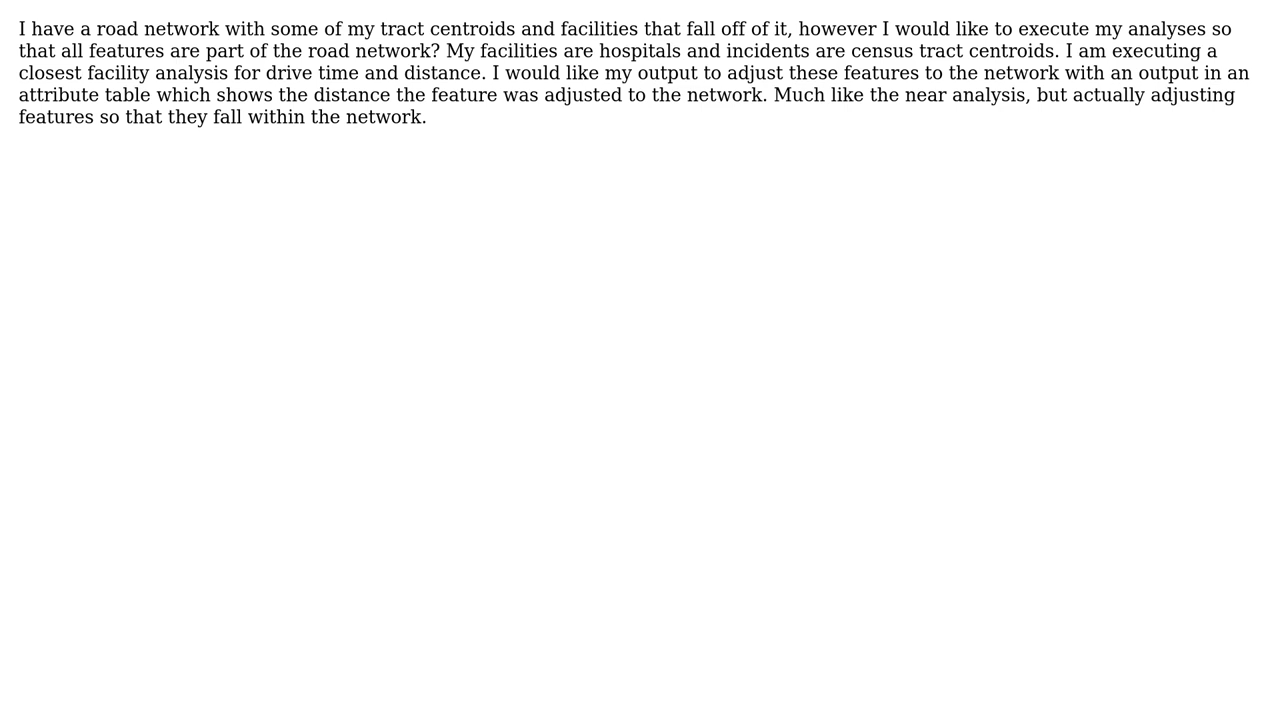 I have a road network with some of my tract centroids and facilities that fall off of it, however I would like to execute my analyses so
that all features are part of the road network? My facilities are hospitals and incidents are census tract centroids. I am executing a
closest facility analysis for drive time and distance. I would like my output to adjust these features to the network with an output in an
attribute table which shows the distance the feature was adjusted to the network. Much like the near analysis, but actually adjusting
features so that they fall within the network.